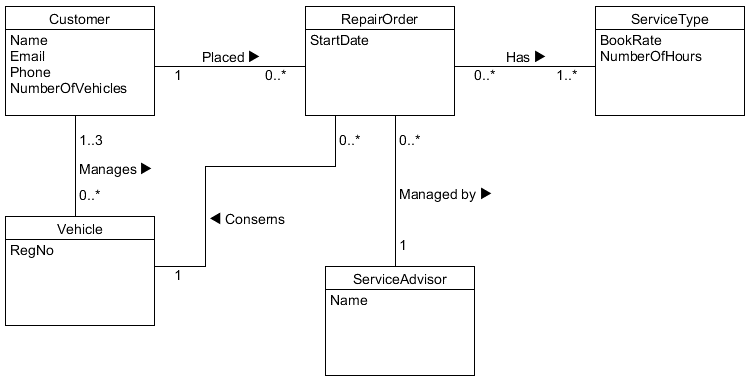 Customer
Name
Email
Phone
NumberOfVehicles
Placed ▶
1
0..*
RepairOrder
StartDate
Has ▶
0..*
1..*
ServiceType
BookRate
NumberOfHours
1..3
Manages ▶
0..*
0..*
0..*
Managed by ▶
1
◀ Conserns
1
Vehicle
RegNo
ServiceAdvisor
Name